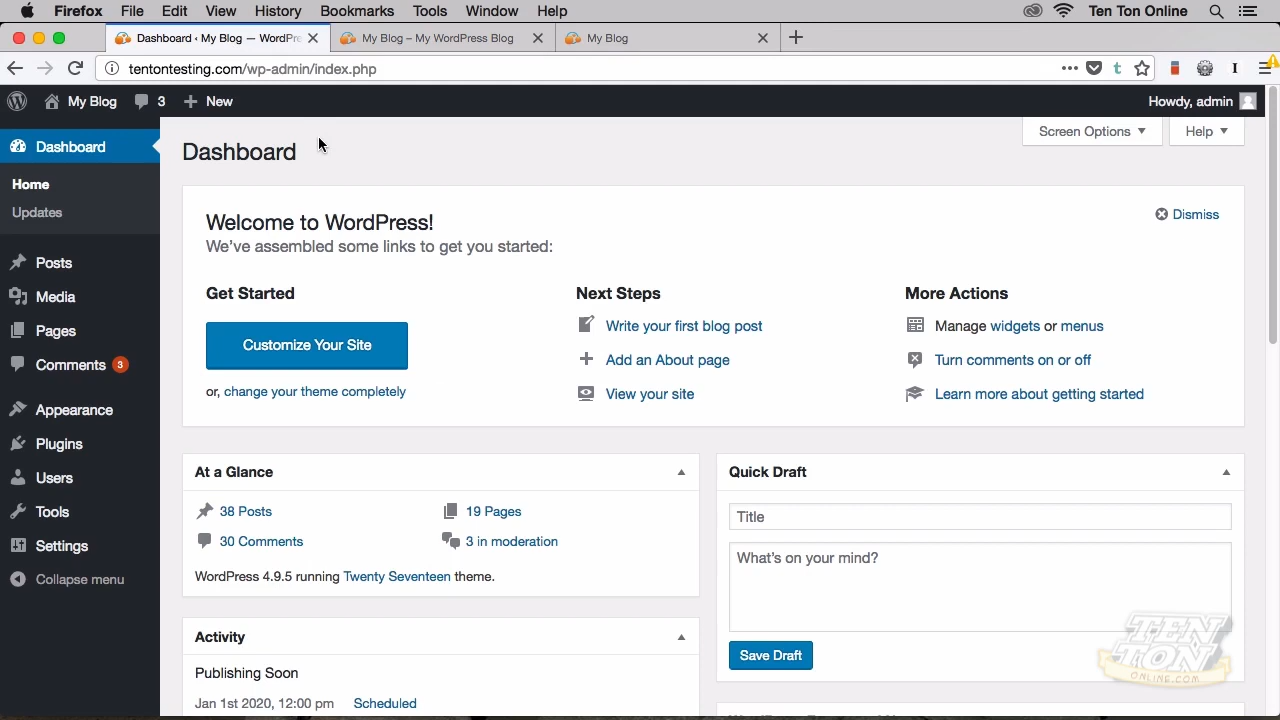 Firefox File Edit View History Bookmarks Tools Window Help Ten Ton Online
Dashboard ‹ My Blog — WordPre My Blog – My WordPress Blog My Blog
tentontesting.com/wp-admin/index.php
My Blog 3 + New Howdy, admin
Dashboard
Home
Updates
Posts
Media
Pages
Comments 3
Appearance
Plugins
Users
Tools
Settings
Collapse menu
Screen Options Help
Dashboard
Welcome to WordPress!
We've assembled some links to get you started:
Dismiss
Get Started
Customize Your Site
or, change your theme completely
Next Steps
Write your first blog post
Add an About page
View your site
More Actions
Manage widgets or menus
Turn comments on or off
Learn more about getting started
At a Glance
38 Posts 19 Pages
30 Comments 3 in moderation
WordPress 4.9.5 running Twenty Seventeen theme.
Activity
Publishing Soon
Jan 1st 2020, 12:00 pm Scheduled
Quick Draft
Title
What's on your mind?
Save Draft
TEN
TON
ONLINE.COM